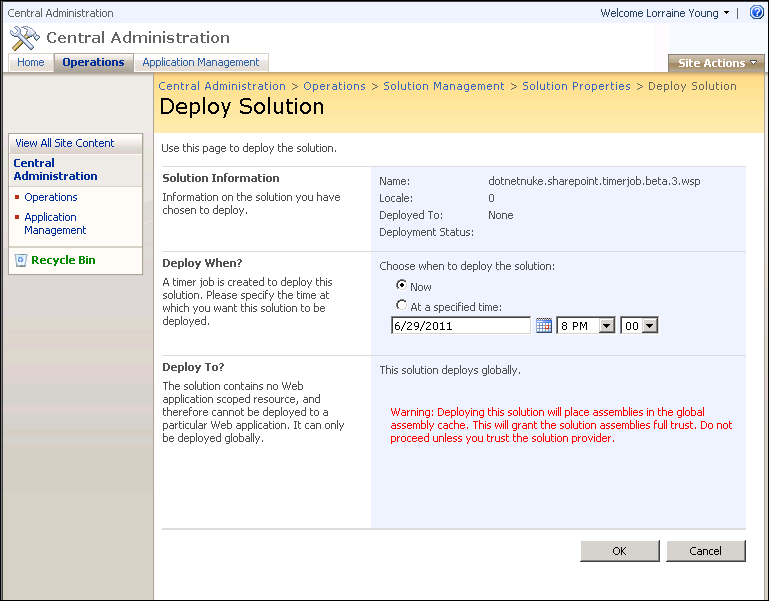 Central Administration
Welcome Lorraine Young
Central Administration
Home
Operations
Application Management
Site Actions
Central Administration > Operations > Solution Management > Solution Properties > Deploy Solution
Deploy Solution
View All Site Content
Central
Administration
Operations
Application
Management
Recycle Bin
Use this page to deploy the solution.
Solution Information
Information on the solution you have
chosen to deploy.
Name: dotnetnuke.sharepoint.timerjob.beta.3.wsp
Locale: 0
Deployed To: None
Deployment Status:
Deploy When?
A timer job is created to deploy this
solution. Please specify the time at
which you want this solution to be
deployed.
Choose when to deploy the solution:
Now
At a specified time:
6/29/2011 8 PM 00
Deploy To?
The solution contains no Web
application scoped resource, and
therefore cannot be deployed to a
particular Web application. It can only
be deployed globally.
This solution deploys globally.
Warning: Deploying this solution will place assemblies in the global
assembly cache. This will grant the solution assemblies full trust. Do not
proceed unless you trust the solution provider.
OK
Cancel